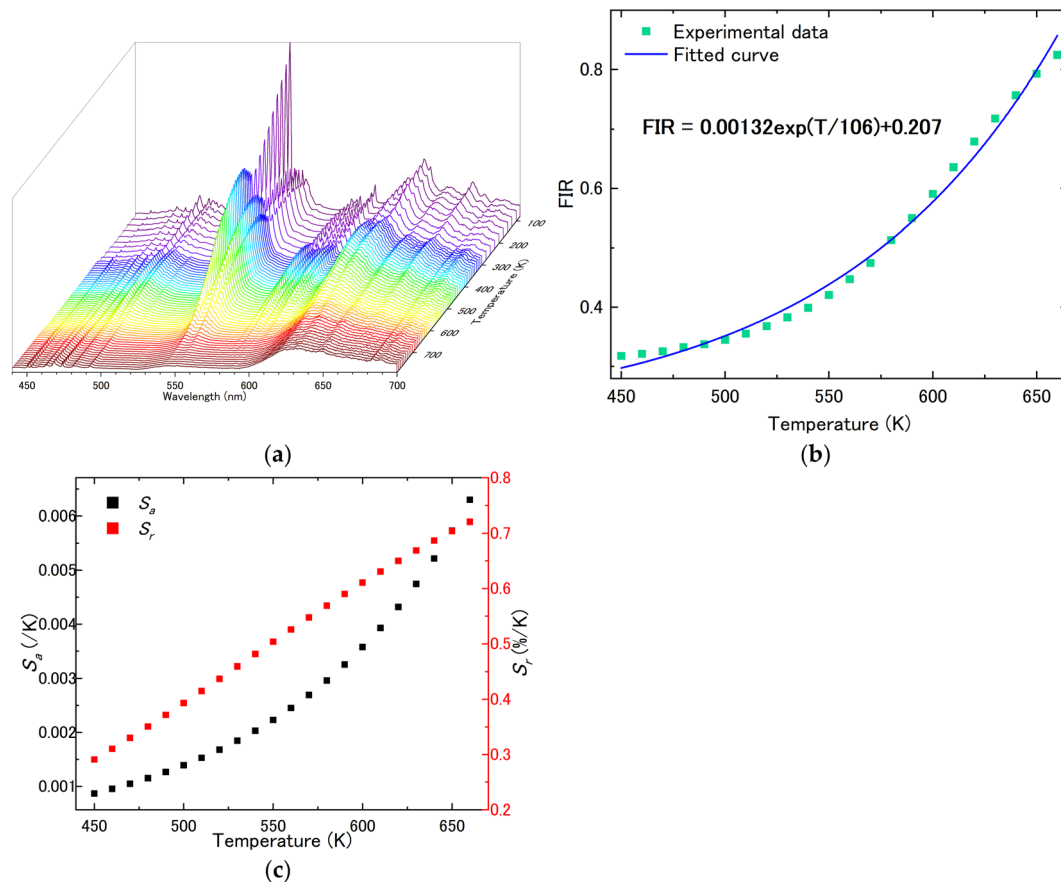 100
200
300
400
500
600
700
Temperature (K)
450 500 550 600 650 700
Wavelength (nm)
(a)
Experimental data
Fitted curve
FIR = 0.00132exp(T/106)+0.207
0.8
0.6
0.4
FIR
450 500 550 600 650
Temperature (K)
(b)
Sa
Sr
0.006
0.005
0.004
0.003
0.002
0.001
Sa (/K)
0.8
0.7
0.6
0.5
0.4
0.3
0.2
Sr (%/K)
450 500 550 600 650
Temperature (K)
(c)